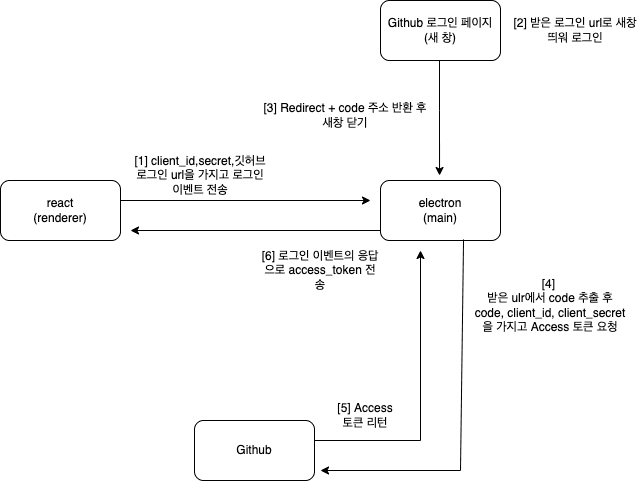 Github 로그인 페이지
(새 창)
[2] 받은 로그인 url로 새창
띄워 로그인
[3] Redirect + code 주소 반환 후
새창 닫기
[1] client_id,secret,깃허브
로그인 url을 가지고 로그인
이벤트 전송
react
(renderer)
electron
(main)
[6] 로그인 이벤트의 응답
으로 access_token 전
송
[4]
받은 ulr에서 code 추출 후
code, client_id, client_secret
을 가지고 Access 토큰 요청
[5] Access
토큰 리턴
Github